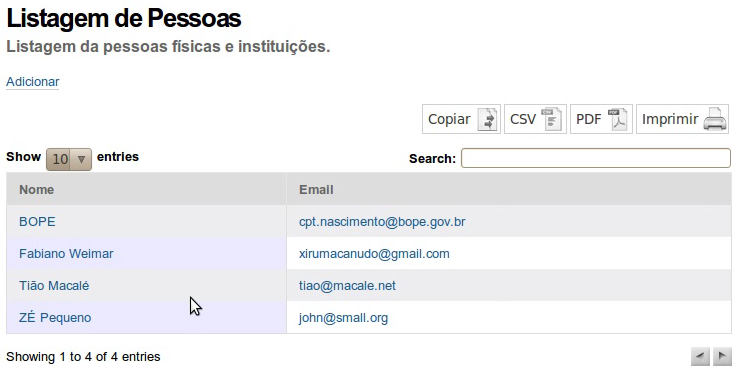 Listagem de Pessoas
Listagem da pessoas físicas e instituições.
Adicionar
Copiar CSV PDF Imprimir
Show 10 entries Search:
Nome Email
BOPE cpt.nascimento@bope.gov.br
Fabiano Weimar xirumacanudo@gmail.com
Tião Macalé tiao@macale.net
ZÉ Pequeno john@small.org
Showing 1 to 4 of 4 entries